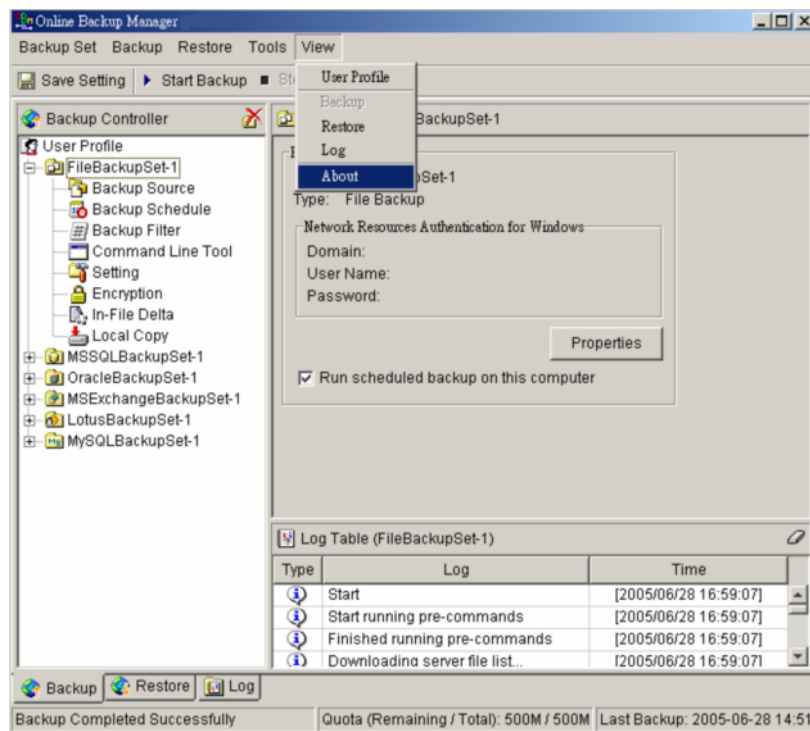 Online Backup Manager
Backup Set Backup Restore Tools View
Save Setting Start Backup
User Profile
Backup
Restore
Log
About
Backup Controller
BackupSet-1
User Profile
FileBackupSet-1
Backup Source
Backup Schedule
Backup Filter
Command Line Tool
Setting
Encryption
In-File Delta
Local Copy
MSSQLBackupSet-1
OracleBackupSet-1
MSExchangeBackupSet-1
LotusBackupSet-1
MySQLBackupSet-1
Set-1
Type: File Backup
Network Resources Authentication for Windows
Domain:
User Name:
Password:
Properties
Run scheduled backup on this computer
Log Table (FileBackupSet-1)
Type Log Time
Start [2005/06/28 16:59:07]
Start running pre-commands [2005/06/28 16:59:07]
Finished running pre-commands [2005/06/28 16:59:07]
Downloading server file list... [2005/06/28 16:59:07]
Backup Restore Log
Backup Completed Successfully Quota (Remaining / Total): 500M / 500M Last Backup: 2005-06-28 14:51